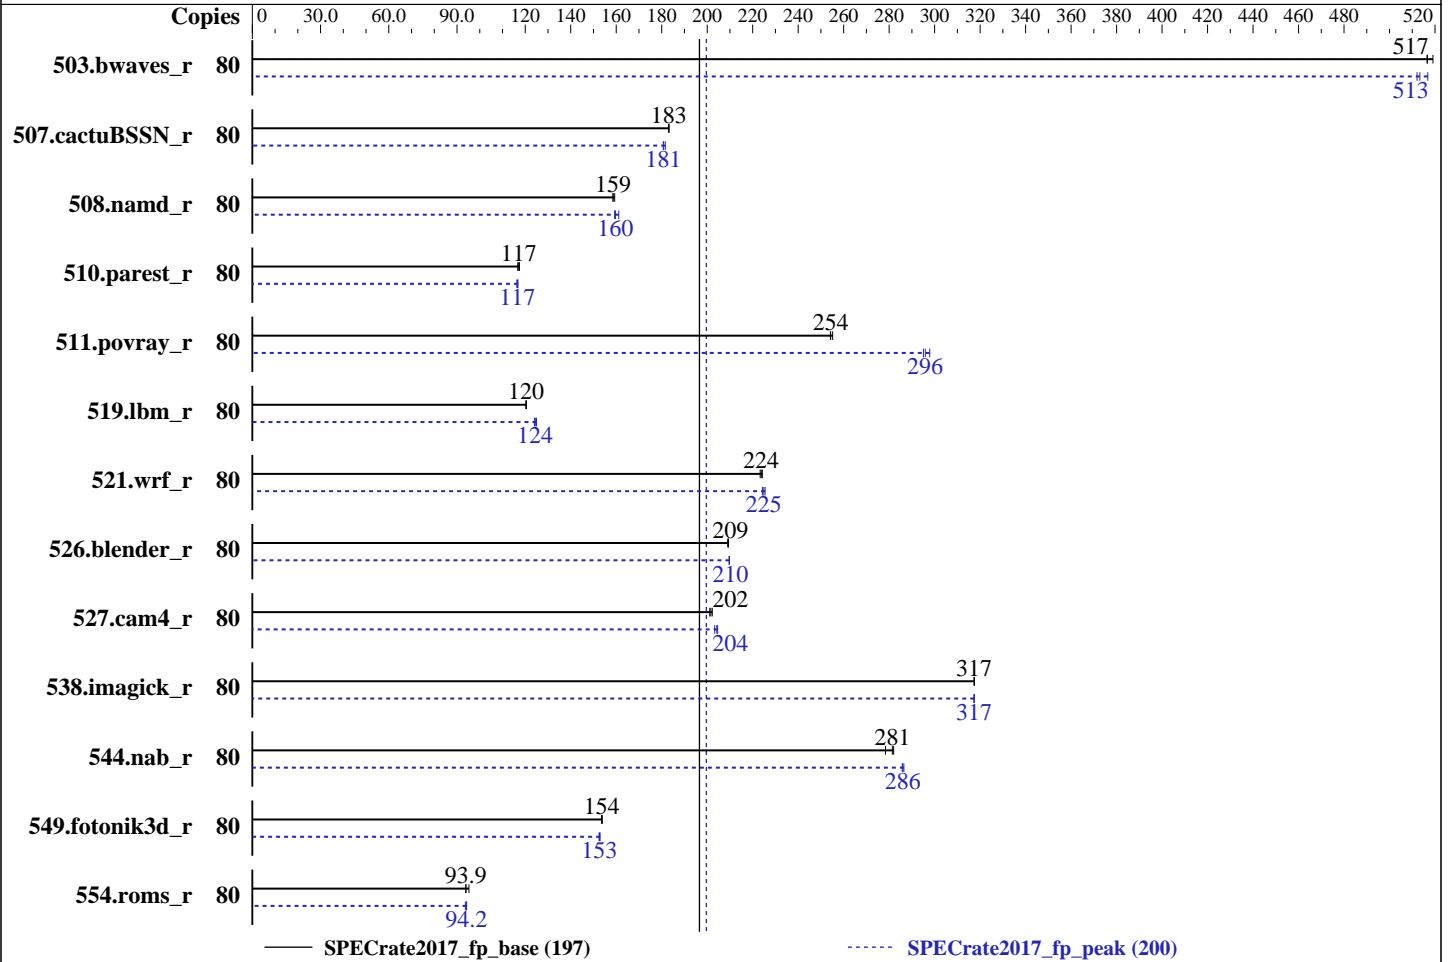 Copies 0 30.0 60.0 90.0 120 140 160 180 200 220 240 260 280 300 320 340 360 380 400 420 440 460 480 520
503.bwaves_r 80 517
513
507.cactuBSSN_r 80 183
181
508.namd_r 80 159
160
510.parest_r 80 117
117
511.povray_r 80 254
296
519.lbm_r 80 120
124
521.wrf_r 80 224
225
526.blender_r 80 209
210
527.cam4_r 80 202
204
538.imagick_r 80 317
317
544.nab_r 80 281
286
549.fotonik3d_r 80 154
153
554.roms_r 80 93.9
94.2
SPECrate2017_fp_base (197) SPECrate2017_fp_peak (200)